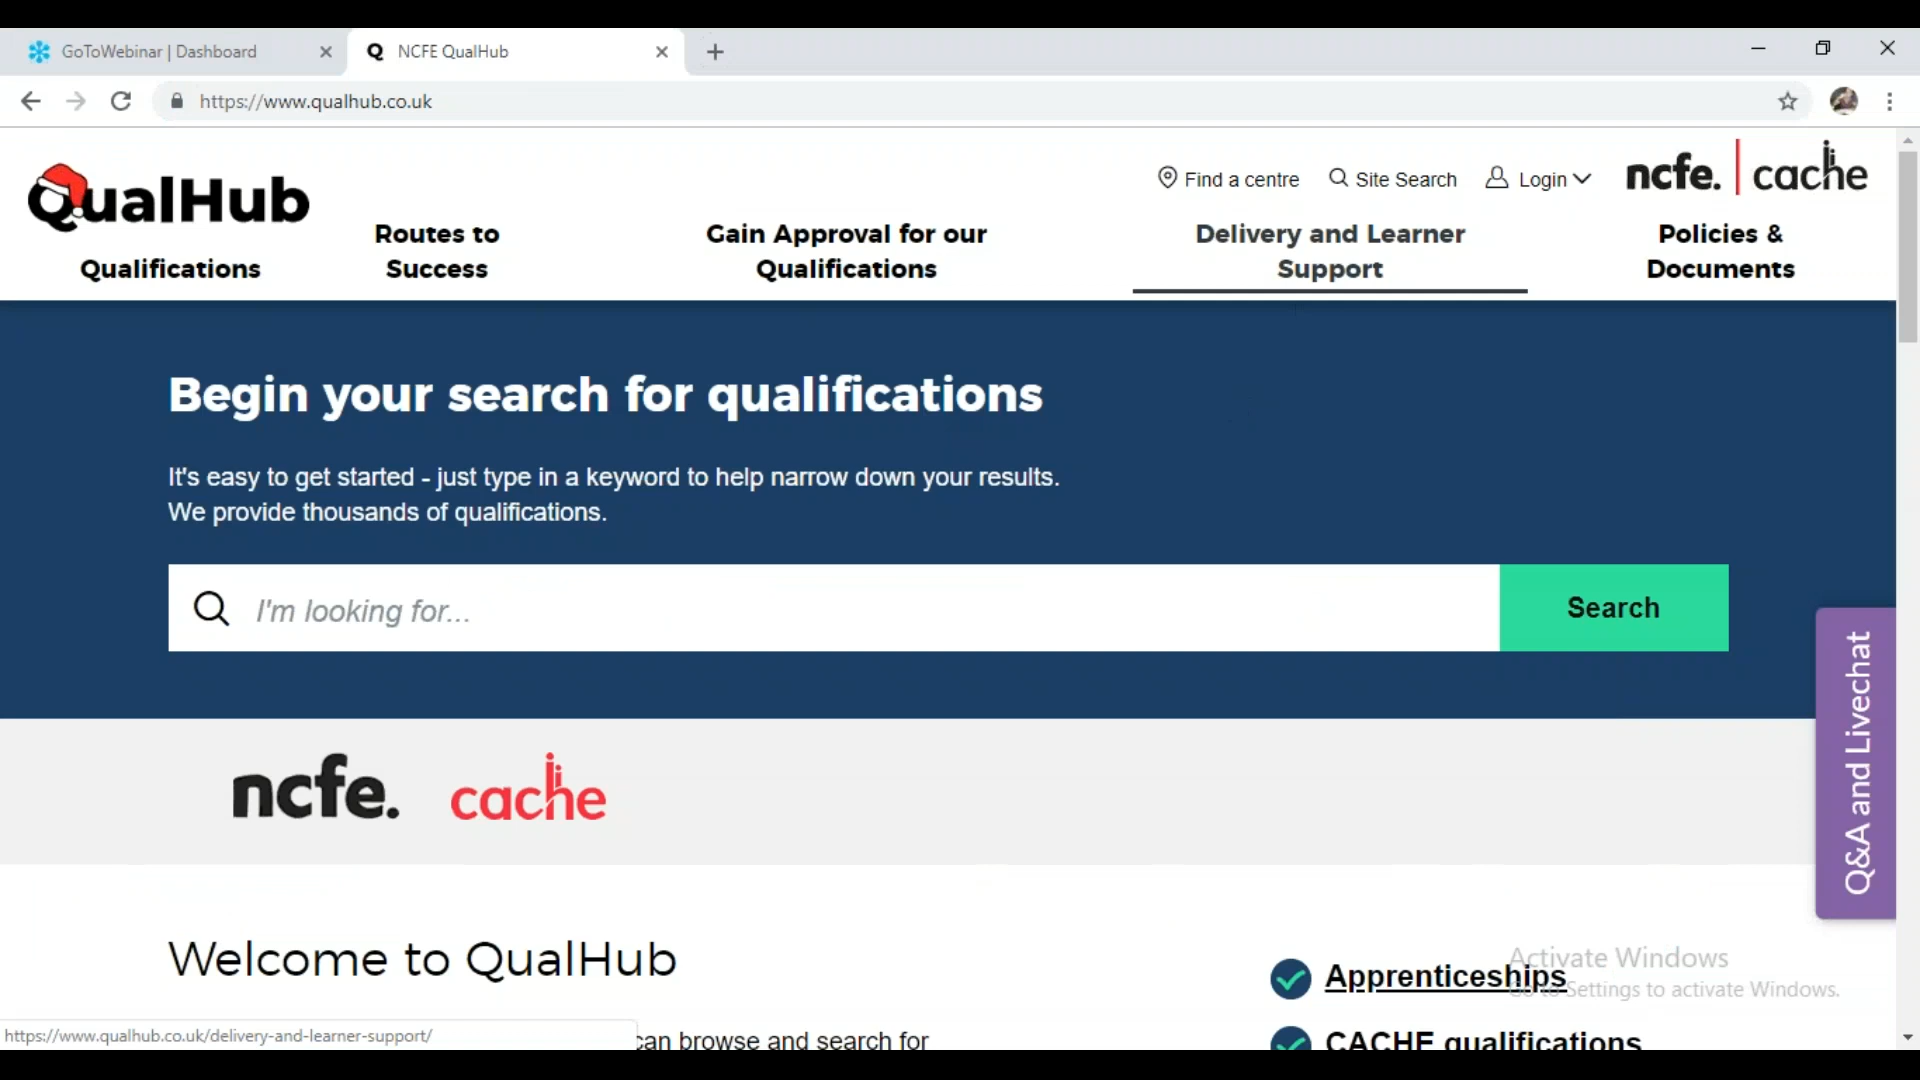 GoToWebinar | Dashboard
NCFE QualHub
https://www.qualhub.co.uk
QualHub
Find a centre
Site Search
Login
ncfe. | cache
Qualifications
Routes to
Success
Gain Approval for our
Qualifications
Delivery and Learner
Support
Policies &
Documents
Begin your search for qualifications
It's easy to get started - just type in a keyword to help narrow down your results.
We provide thousands of qualifications.
I'm looking for...
Search
Q&A and Livechat
ncfe. cache
Welcome to QualHub
Apprenticeships
Activate Windows
Go to Settings to activate Windows.
can browse and search for
CACHE qualifications
https://www.qualhub.co.uk/delivery-and-learner-support/